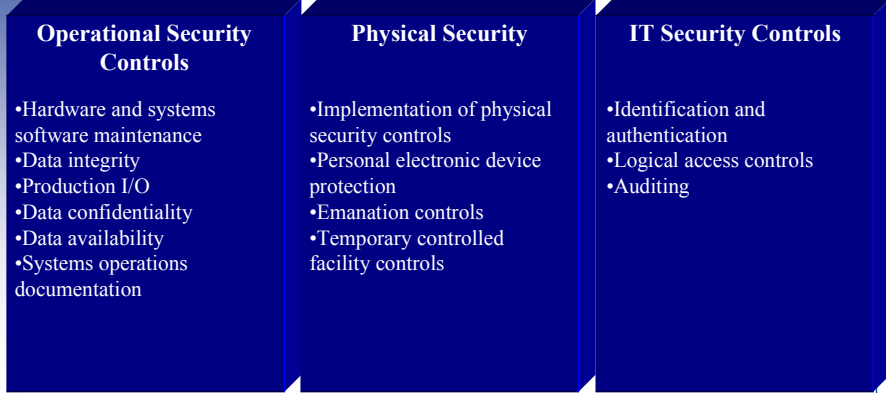 Operational Security
Controls
•Hardware and systems
software maintenance
•Data integrity
•Production I/O
•Data confidentiality
•Data availability
•Systems operations
documentation
Physical Security
•Implementation of physical
security controls
•Personal electronic device
protection
•Emanation controls
•Temporary controlled
facility controls
IT Security Controls
•Identification and
authentication
•Logical access controls
•Auditing